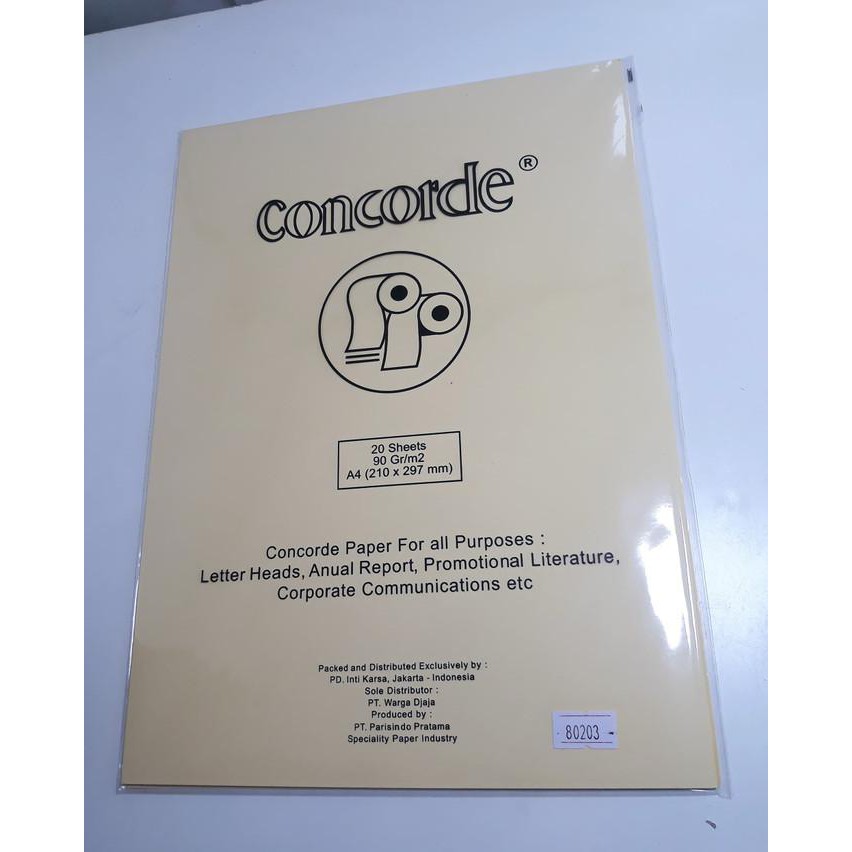 concorde ®
20 Sheets
90 Gr/m2
A4 (210 x 297 mm)
Concorde Paper For all Purposes :
Letter Heads, Anual Report, Promotional Literature,
Corporate Communications etc
Packed and Distributed Exclusively by :
PD. Inti Karsa, Jakarta - Indonesia
Sole Distributor :
PT. Warga Djaja
Produced by :
PT. Parisindo Pratama
Speciality Paper Industry
80203